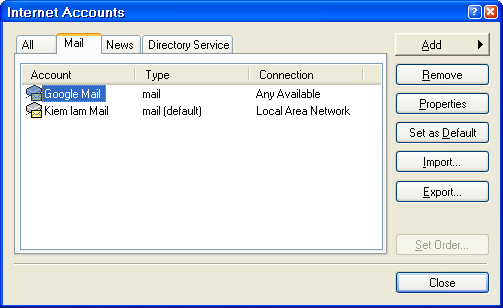 Internet Accounts
All Mail News Directory Service
Add
Account Type Connection
Remove
Google Mail mail Any Available
Properties
Kiem lam Mail mail (default) Local Area Network
Set as Default
Import...
Export...
Set Order...
Close